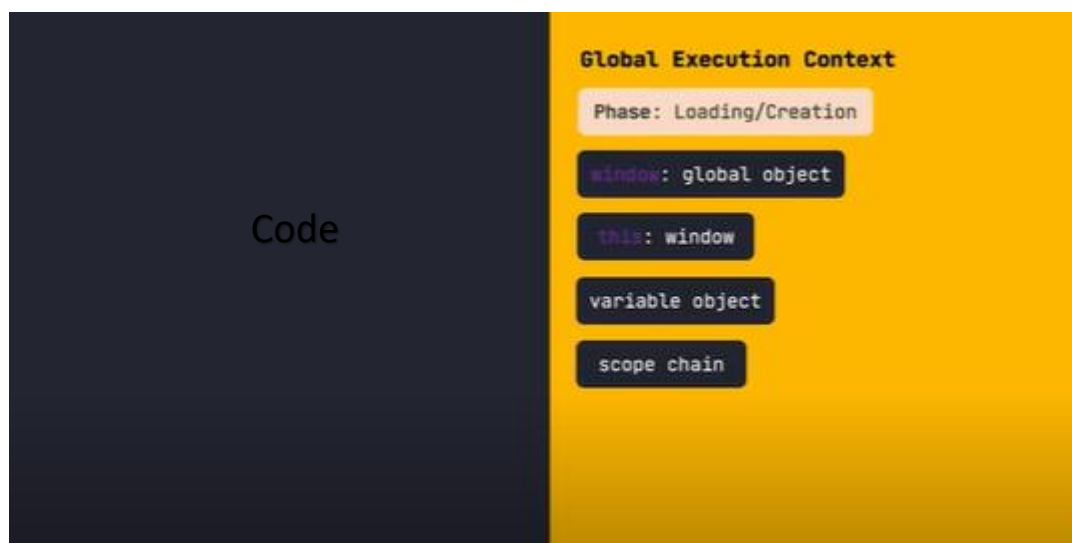 Code
Global Execution Context
Phase: Loading/Creation
window: global object
this: window
variable object
scope chain